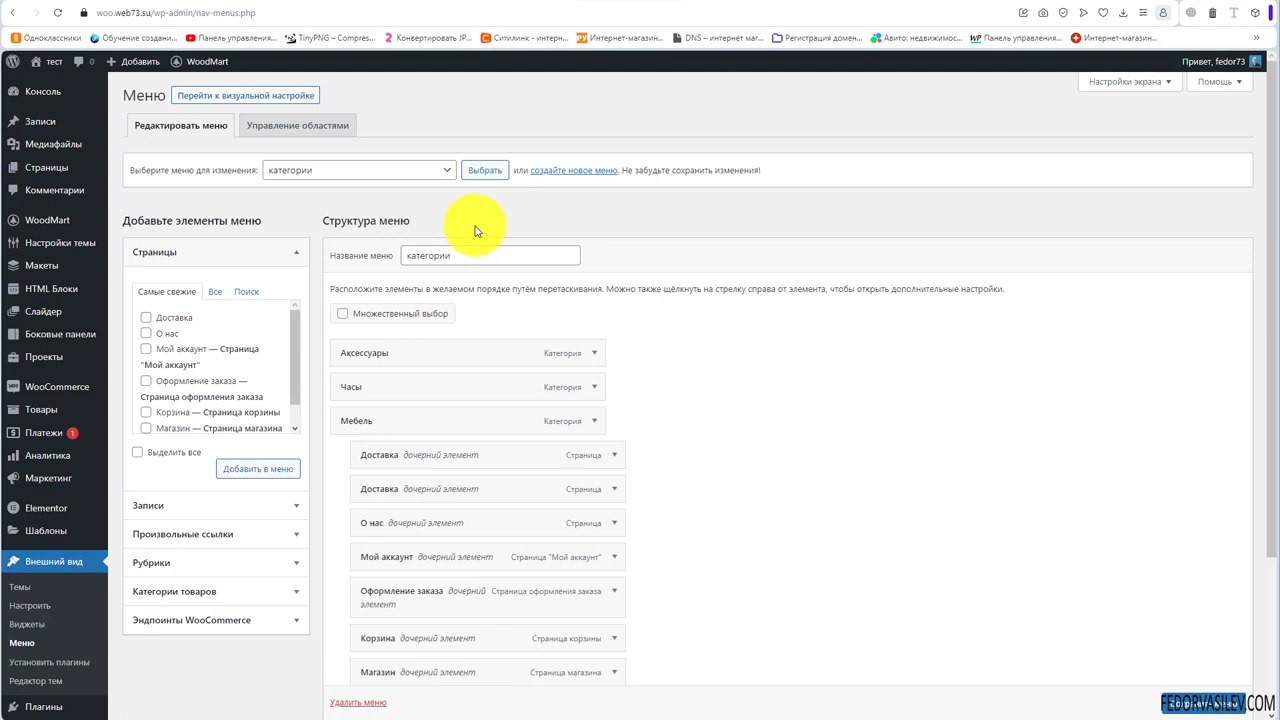 woo.web73.su/wp-admin/nav-menus.php
Одноклассники
Обучение создани...
Панель управления...
TinyPNG – Compres...
Конвертировать JP...
Ситилинк - интерн...
Интернет-магазин...
DNS – интернет маг...
Регистрация домен...
Авито: недвижимос...
Панель управления...
Интернет-магазин...
тест
0
Добавить
WoodMart
Привет, fedor73
Консоль
Записи
Медиафайлы
Страницы
Комментарии
WoodMart
Настройки темы
Макеты
HTML Блоки
Слайдер
Боковые панели
Проекты
WooCommerce
Товары
Платежи 1
Аналитика
Маркетинг
Elementor
Шаблоны
Внешний вид
Темы
Настроить
Виджеты
Меню
Установить плагины
Редактор тем
Плагины
Настройки экрана
Помощь
Меню
Перейти к визуальной настройке
Редактировать меню
Управление областями
Выберите меню для изменения: категории Выбрать или создайте новое меню. Не забудьте сохранить изменения!
Добавьте элементы меню
Страницы
Самые свежие Все Поиск
Доставка
О нас
Мой аккаунт — Страница
"Мой аккаунт"
Оформление заказа —
Страница оформления заказа
Корзина — Страница корзины
Магазин — Страница магазина
Выделить все
Добавить в меню
Записи
Произвольные ссылки
Рубрики
Категории товаров
Эндпоинты WooCommerce
Структура меню
Название меню категории
Расположите элементы в желаемом порядке путём перетаскивания. Можно также щёлкнуть на стрелку справа от элемента, чтобы открыть дополнительные настройки.
Множественный выбор
Аксессуары Категория
Часы Категория
Мебель Категория
Доставка дочерний элемент Страница
Доставка дочерний элемент Страница
О нас дочерний элемент Страница
Мой аккаунт дочерний элемент Страница "Мой аккаунт"
Оформление заказа дочерний Страница оформления заказа
элемент
Корзина дочерний элемент Страница корзины
Магазин дочерний элемент Страница магазина
Удалить меню
FEDORVASILEV.COM